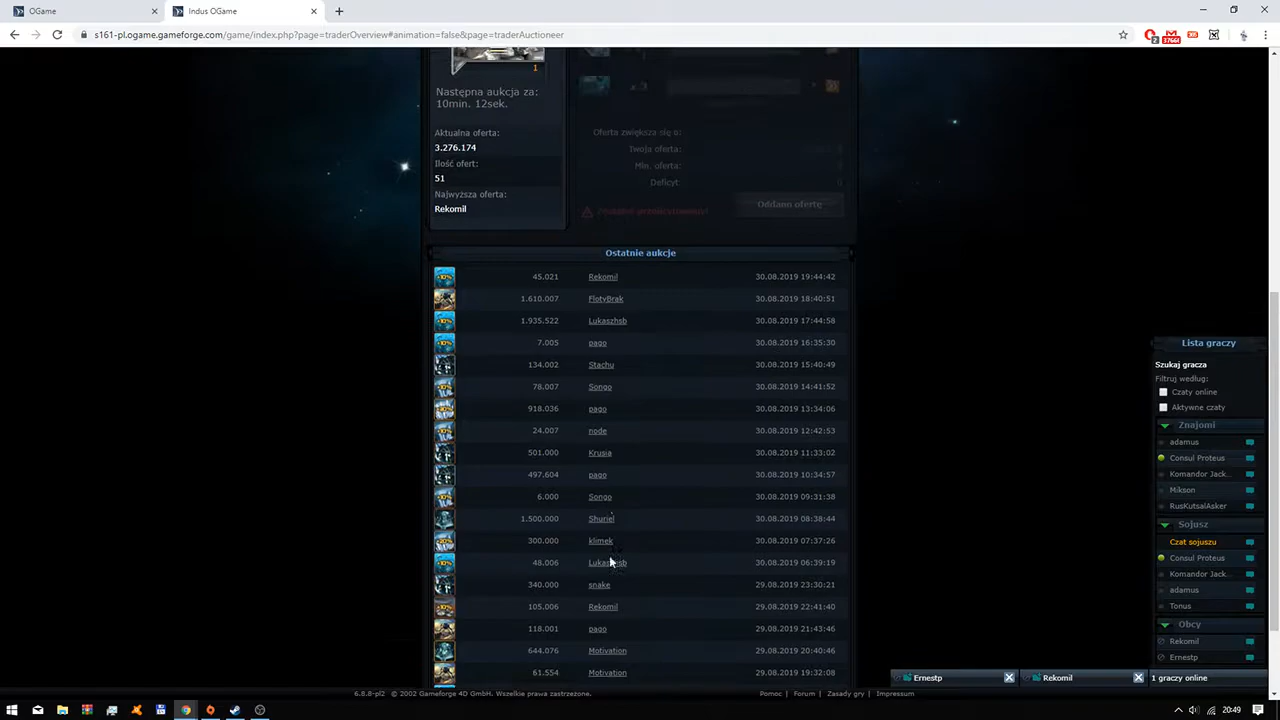 OGame
Indus OGame
s161-pl.ogame.gameforge.com/game/index.php?page=traderOverview#animation=false&page=traderAuctioneer
1
Następna aukcja za:
10min. 12sek.
Aktualna oferta:
3.276.174
Ilość ofert:
51
Najwyższa oferta:
Rekomil
Oferta zwiększa się o:
Twoja oferta:
Min. oferta:
Deficyt:
Oddano ofertę
Ostatnie aukcje
45.021 Rekomil 30.08.2019 19:44:42
1.610.007 FlotyBrak 30.08.2019 18:40:51
1.935.522 Lukaszhsb 30.08.2019 17:44:58
7.005 pago 30.08.2019 16:35:30
134.002 Stachu 30.08.2019 15:40:49
78.007 Songo 30.08.2019 14:41:52
918.036 pago 30.08.2019 13:34:06
24.007 node 30.08.2019 12:42:53
501.000 Krusia 30.08.2019 11:33:02
497.604 pago 30.08.2019 10:34:57
6.000 Songo 30.08.2019 09:31:38
1.500.000 Shuriel 30.08.2019 08:38:44
300.000 klimek 30.08.2019 07:37:26
48.006 Lukaszhsb 30.08.2019 06:39:19
340.000 snake 29.08.2019 23:30:21
105.006 Rekomil 29.08.2019 22:41:40
118.001 pago 29.08.2019 21:43:46
644.076 Motivation 29.08.2019 20:40:46
61.554 Motivation 29.08.2019 19:32:08
Lista graczy
Szukaj gracza
Filtruj według:
Czaty online
Aktywne czaty
Znajomi
adamus
Consul Proteus
Komandor Jack...
Mikson
RusKutsalAsker
Sojusz
Czat sojuszu
Consul Proteus
Komandor Jack...
adamus
Tonus
Obcy
Rekomil
Ernestp
Ernestp
Rekomil
1 graczy online
6.8.8-pl2 © 2002 Gameforge 4D GmbH. Wszelkie prawa zastrzeżone.
Pomoc | Forum | Zasady gry | Impressum
20:49